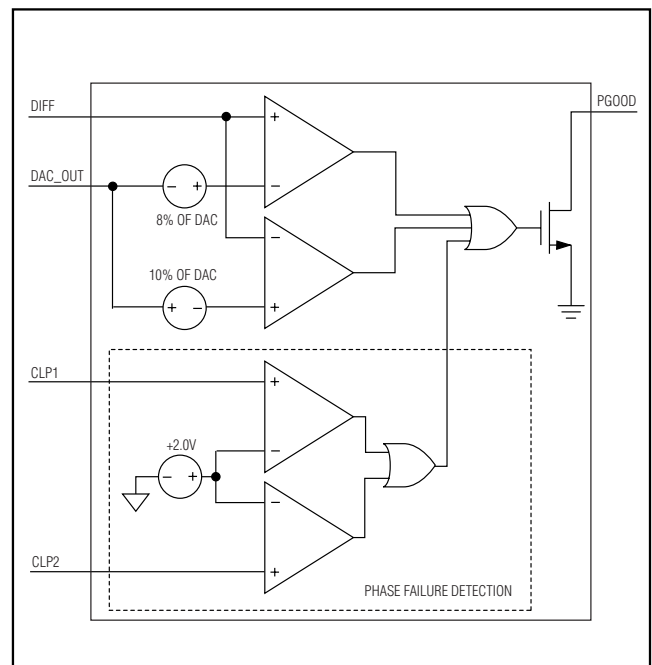 DIFF
PGOOD
+
DAC_OUT
- +
-
8% OF DAC
-
10% OF DAC
+ -
+
CLP1
+
+2.0V
-
- +
-
CLP2
+
PHASE FAILURE DETECTION